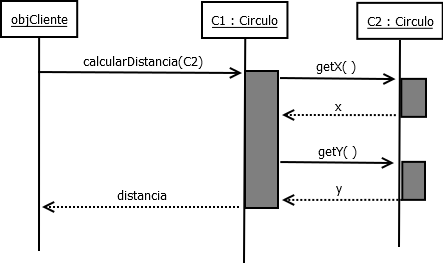 objCliente
C1 : Circulo
C2 : Circulo
calcularDistancia(C2)
getX( )
x
getY( )
distancia
y